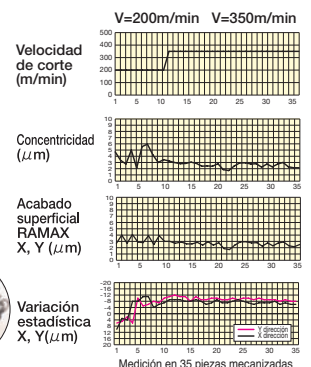 V=200m/min V=350m/min
Velocidad
de corte
(m/min)
500
400
300
200
100
0
1 5 10 15 20 25 30 35
Concentricidad
(μm)
10
9
8
7
6
5
4
3
2
1
0
1 5 10 15 20 25 30 35
Acabado
superficial
RAMAX
X, Y (μm)
10
9
8
7
6
5
4
3
2
1
0
1 5 10 15 20 25 30 35
Variación
estadística
X, Y(μm)
-20
-16
-12
-8
-4
0
4
8
12
16
20
Y dirección
X dirección
1 5 10 15 20 25 30 35
Medición en 35 piezas mecanizadas